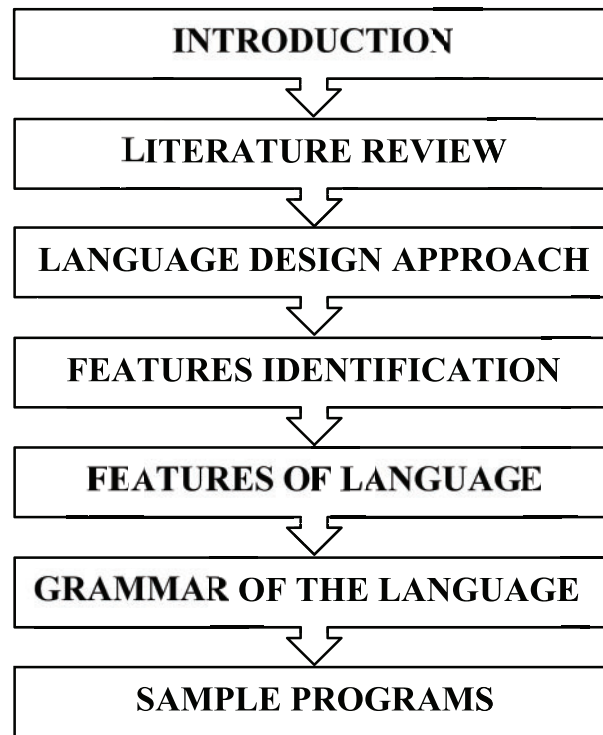 INTRODUCTION
LITERATURE REVIEW
LANGUAGE DESIGN APPROACH
FEATURES IDENTIFICATION
FEATURES OF LANGUAGE
GRAMMAR OF THE LANGUAGE
SAMPLE PROGRAMS